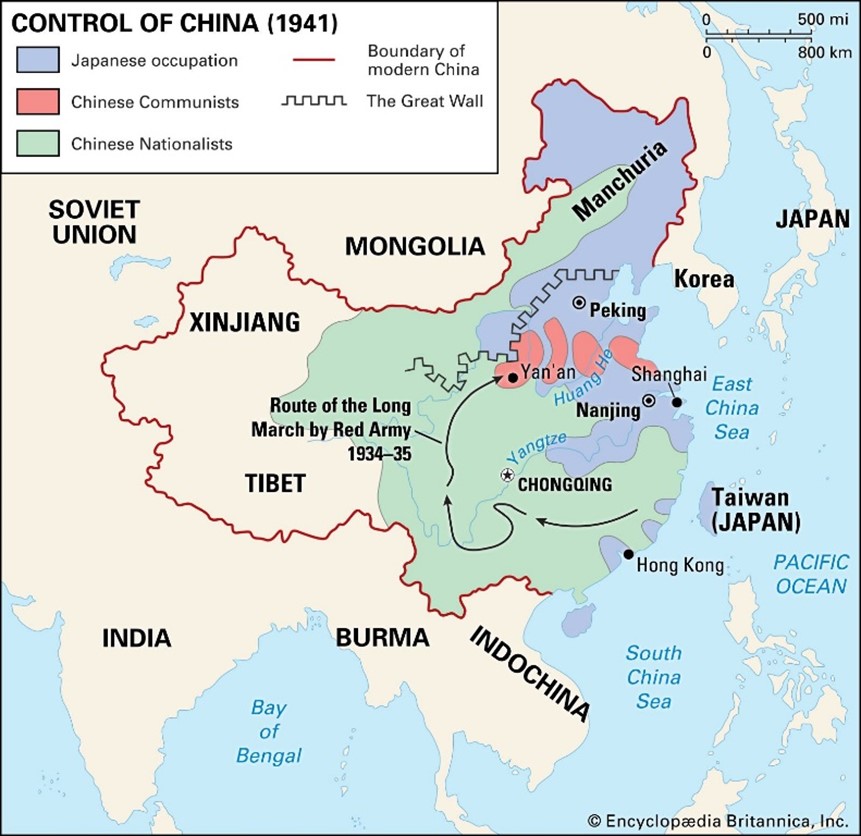 CONTROL OF CHINA (1941)
Japanese occupation
Chinese Communists
Chinese Nationalists
Boundary of
modern China
The Great Wall
0 500 mi
0 800 km
SOVIET
UNION
MONGOLIA
Manchuria
JAPAN
Korea
XINJIANG
Peking
Yan'an
Huang He
Shanghai
Nanjing
East
China
Sea
Route of the Long
March by Red Army
1934–35
Yangtze
TIBET
CHONGQING
Taiwan
(JAPAN)
Hong Kong
PACIFIC
OCEAN
INDIA
BURMA
INDOCHINA
South
China
Sea
Bay
of
Bengal
© Encyclopædia Britannica, Inc.